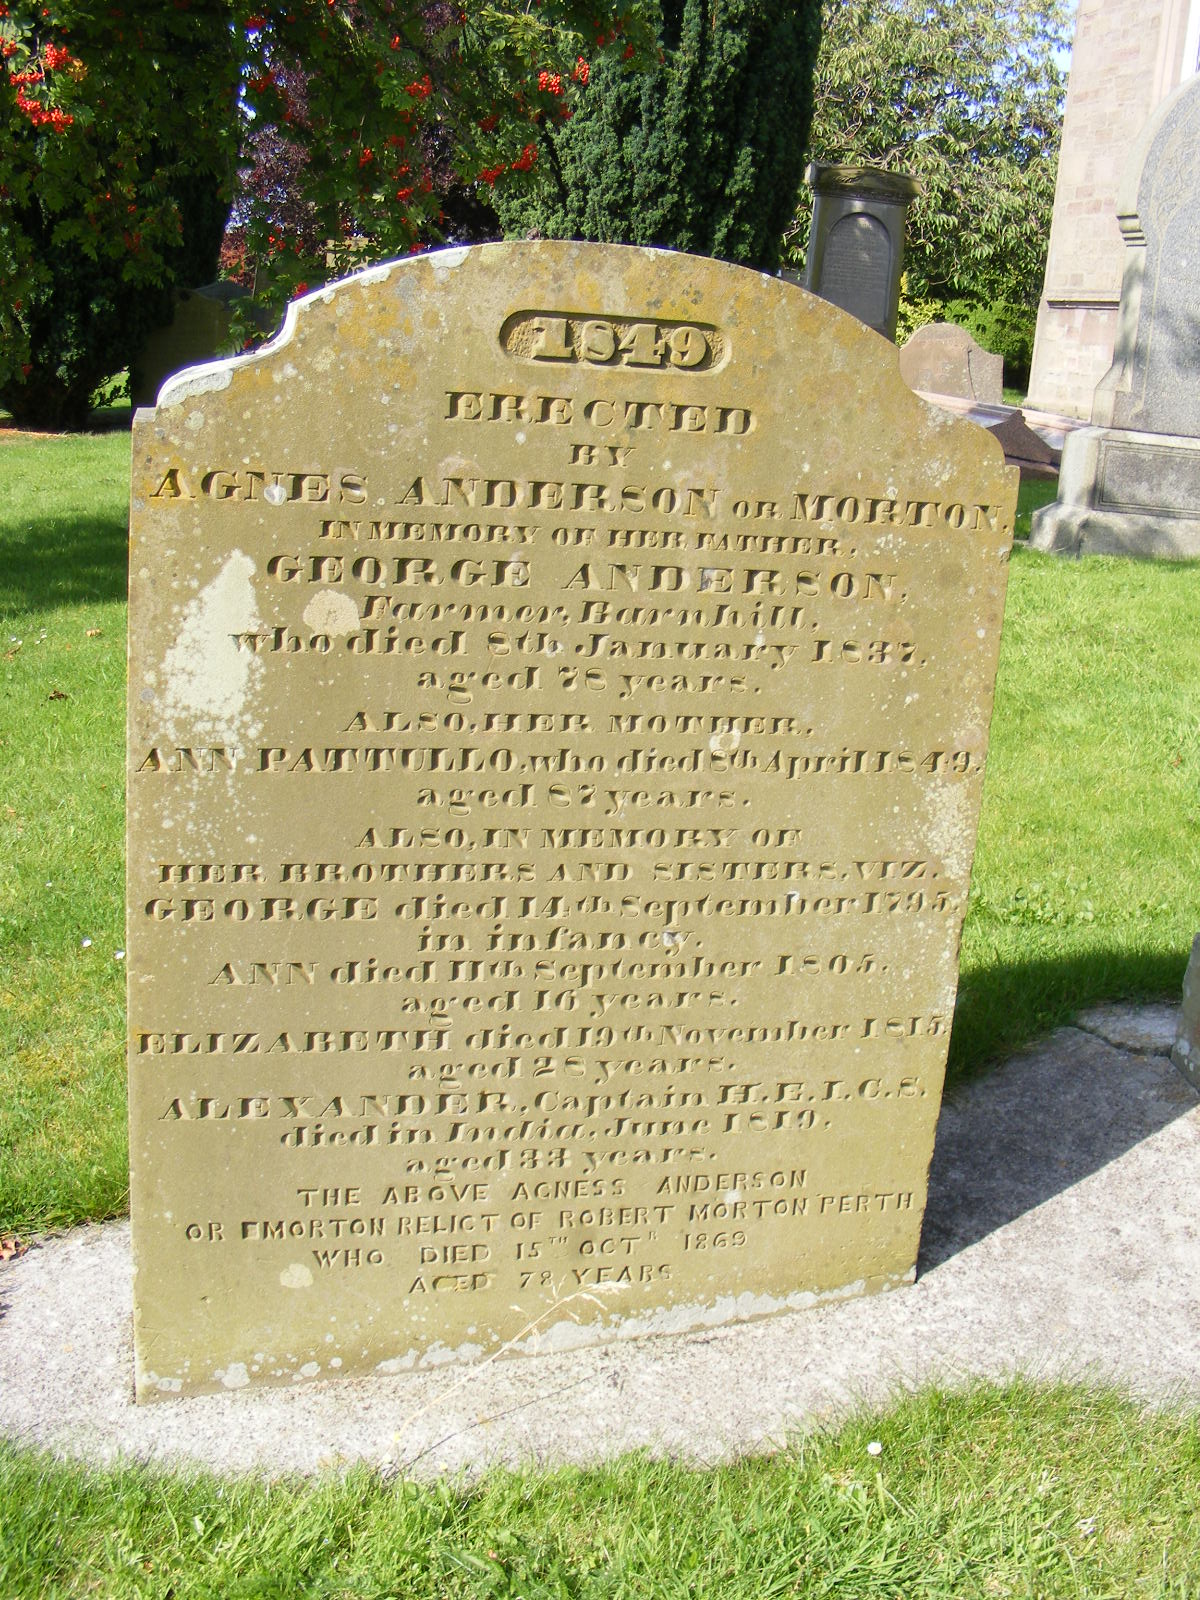 1849
ERECTED
BY
AGNES ANDERSON OR MORTON.
IN MEMORY OF HER FATHER.
GEORGE ANDERSON,
Farmer, Barnhill,
who died 8th January 1837.
aged 78 years.
ALSO, HER MOTHER.
ANN PATTULLO, who died 8th April 1849.
aged 87 years.
ALSO, IN MEMORY OF
HER BROTHERS AND SISTERS, VIZ.
GEORGE died 14th September 1795.
in infancy.
ANN died 11th September 1805.
aged 16 years.
ELIZABETH died 19th November 1815
aged 28 years.
ALEXANDER, Captain H.E.I.C.S.
died in India, June 1819.
aged 33 years.
THE ABOVE AGNESS ANDERSON
OR MORTON RELICT OF ROBERT MORTON PERTH
WHO DIED 15TH OCTR 1869
AGED 78 YEARS